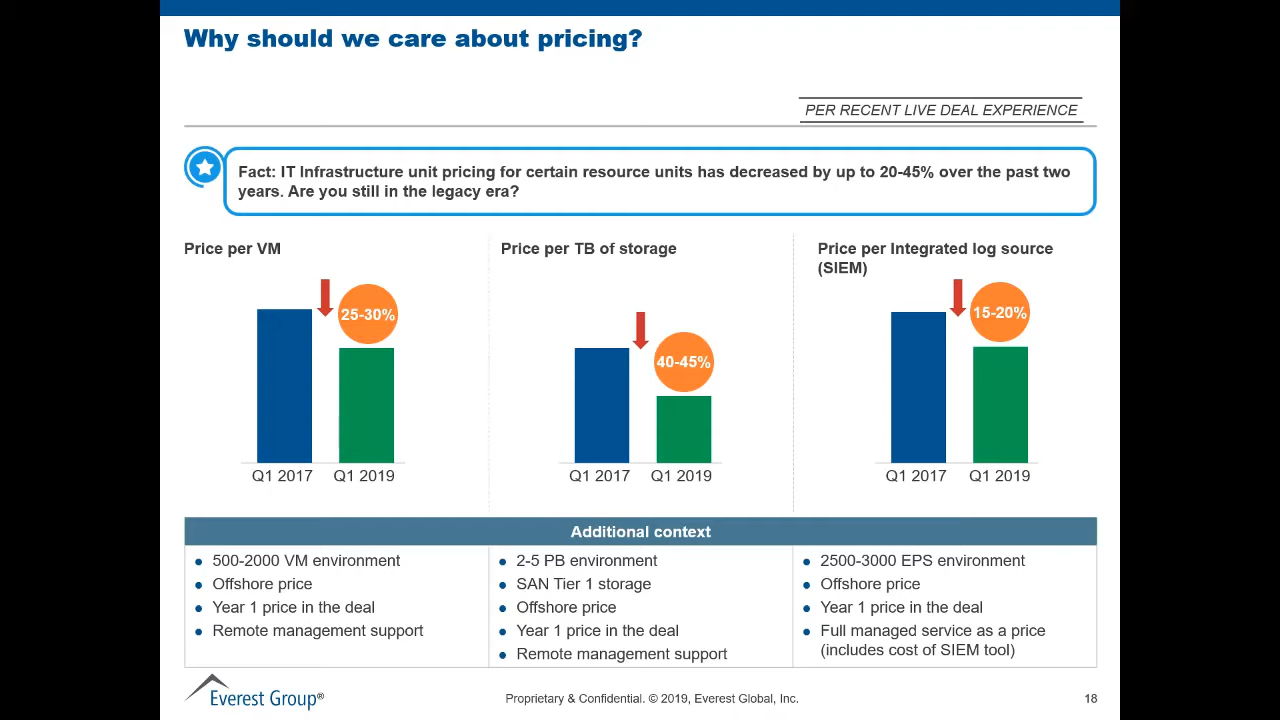 Why should we care about pricing?
PER RECENT LIVE DEAL EXPERIENCE
Fact: IT Infrastructure unit pricing for certain resource units has decreased by up to 20-45% over the past two
years. Are you still in the legacy era?
Price per VM
25-30%
Q1 2017 Q1 2019
Price per TB of storage
40-45%
Q1 2017 Q1 2019
Price per Integrated log source
(SIEM)
15-20%
Q1 2017 Q1 2019
Additional context
● 500-2000 VM environment
● Offshore price
● Year 1 price in the deal
● Remote management support
● 2-5 PB environment
● SAN Tier 1 storage
● Offshore price
● Year 1 price in the deal
● Remote management support
● 2500-3000 EPS environment
● Offshore price
● Year 1 price in the deal
● Full managed service as a price
(includes cost of SIEM tool)
Everest Group®
Proprietary & Confidential. © 2019, Everest Global, Inc.
18